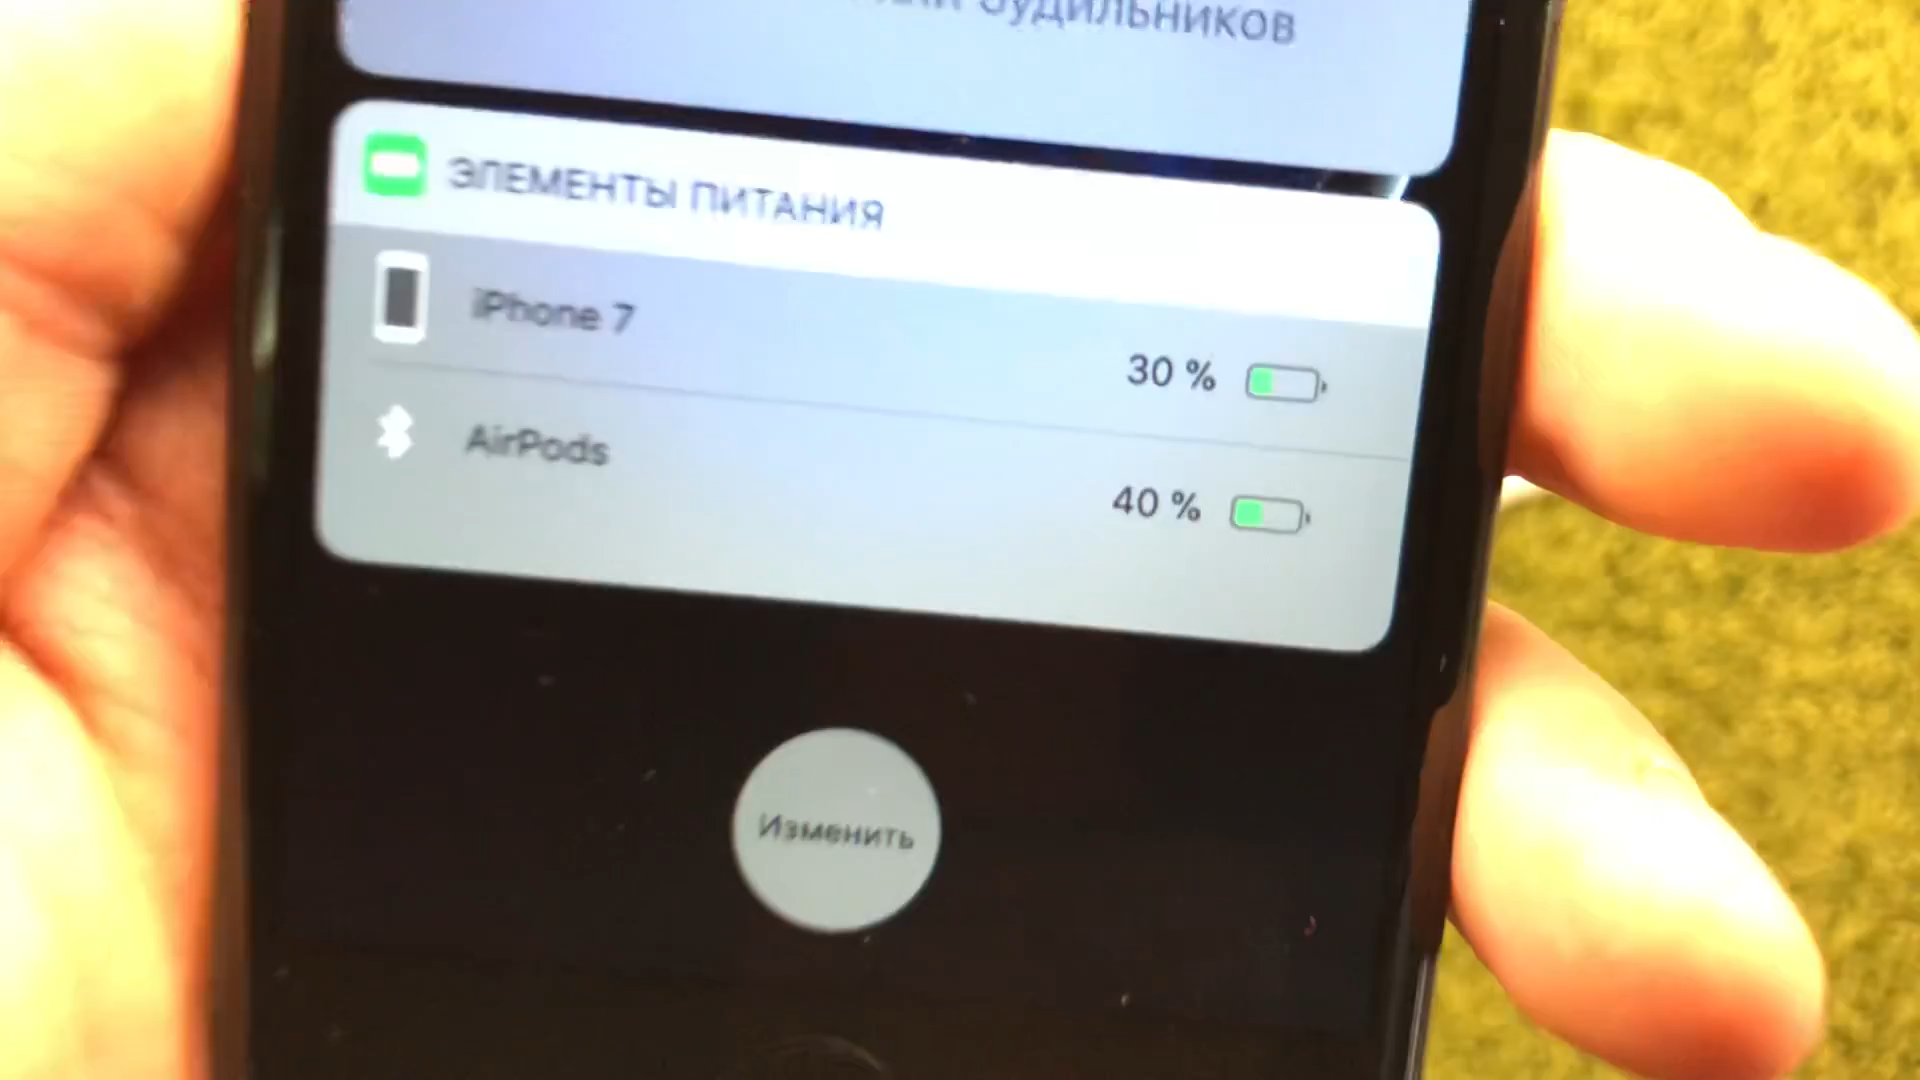 будильников
ЭЛЕМЕНТЫ ПИТАНИЯ
iPhone 7
30 %
AirPods
40 %
Изменить